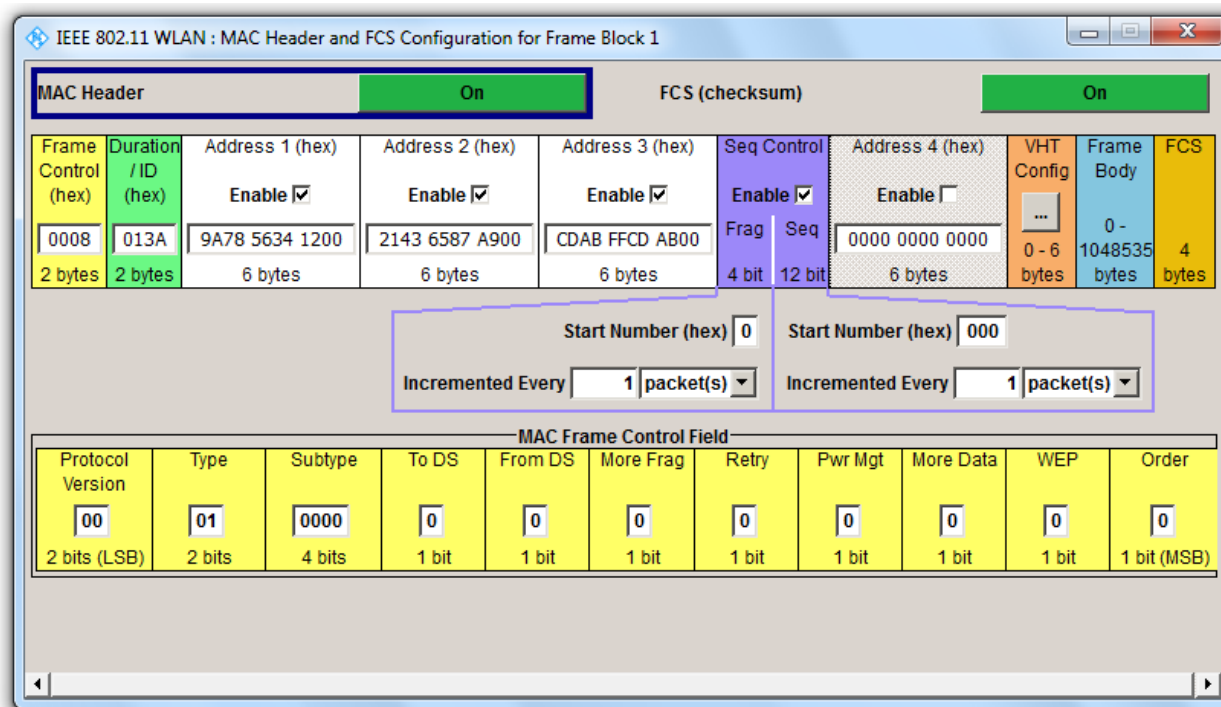 IEEE 802.11 WLAN : MAC Header and FCS Configuration for Frame Block 1
MAC Header On FCS (checksum) On
Frame Control (hex) 0008 2 bytes
Duration / ID (hex) 013A 2 bytes
Address 1 (hex) Enable 9A78 5634 1200 6 bytes
Address 2 (hex) Enable 2143 6587 A900 6 bytes
Address 3 (hex) Enable CDAB FFCD AB00 6 bytes
Seq Control Enable
Frag 4 bit
Seq 12 bit
Address 4 (hex) Enable 0000 0000 0000 6 bytes
VHT Config ... 0 - 6 bytes
Frame Body 0 - 1048535 bytes
FCS 4 bytes
Start Number (hex) 0 Start Number (hex) 000
Incremented Every 1 packet(s) Incremented Every 1 packet(s)
MAC Frame Control Field
Protocol Version 00 2 bits (LSB)
Type 01 2 bits
Subtype 0000 4 bits
To DS 0 1 bit
From DS 0 1 bit
More Frag 0 1 bit
Retry 0 1 bit
Pwr Mgt 0 1 bit
More Data 0 1 bit
WEP 0 1 bit
Order 0 1 bit (MSB)